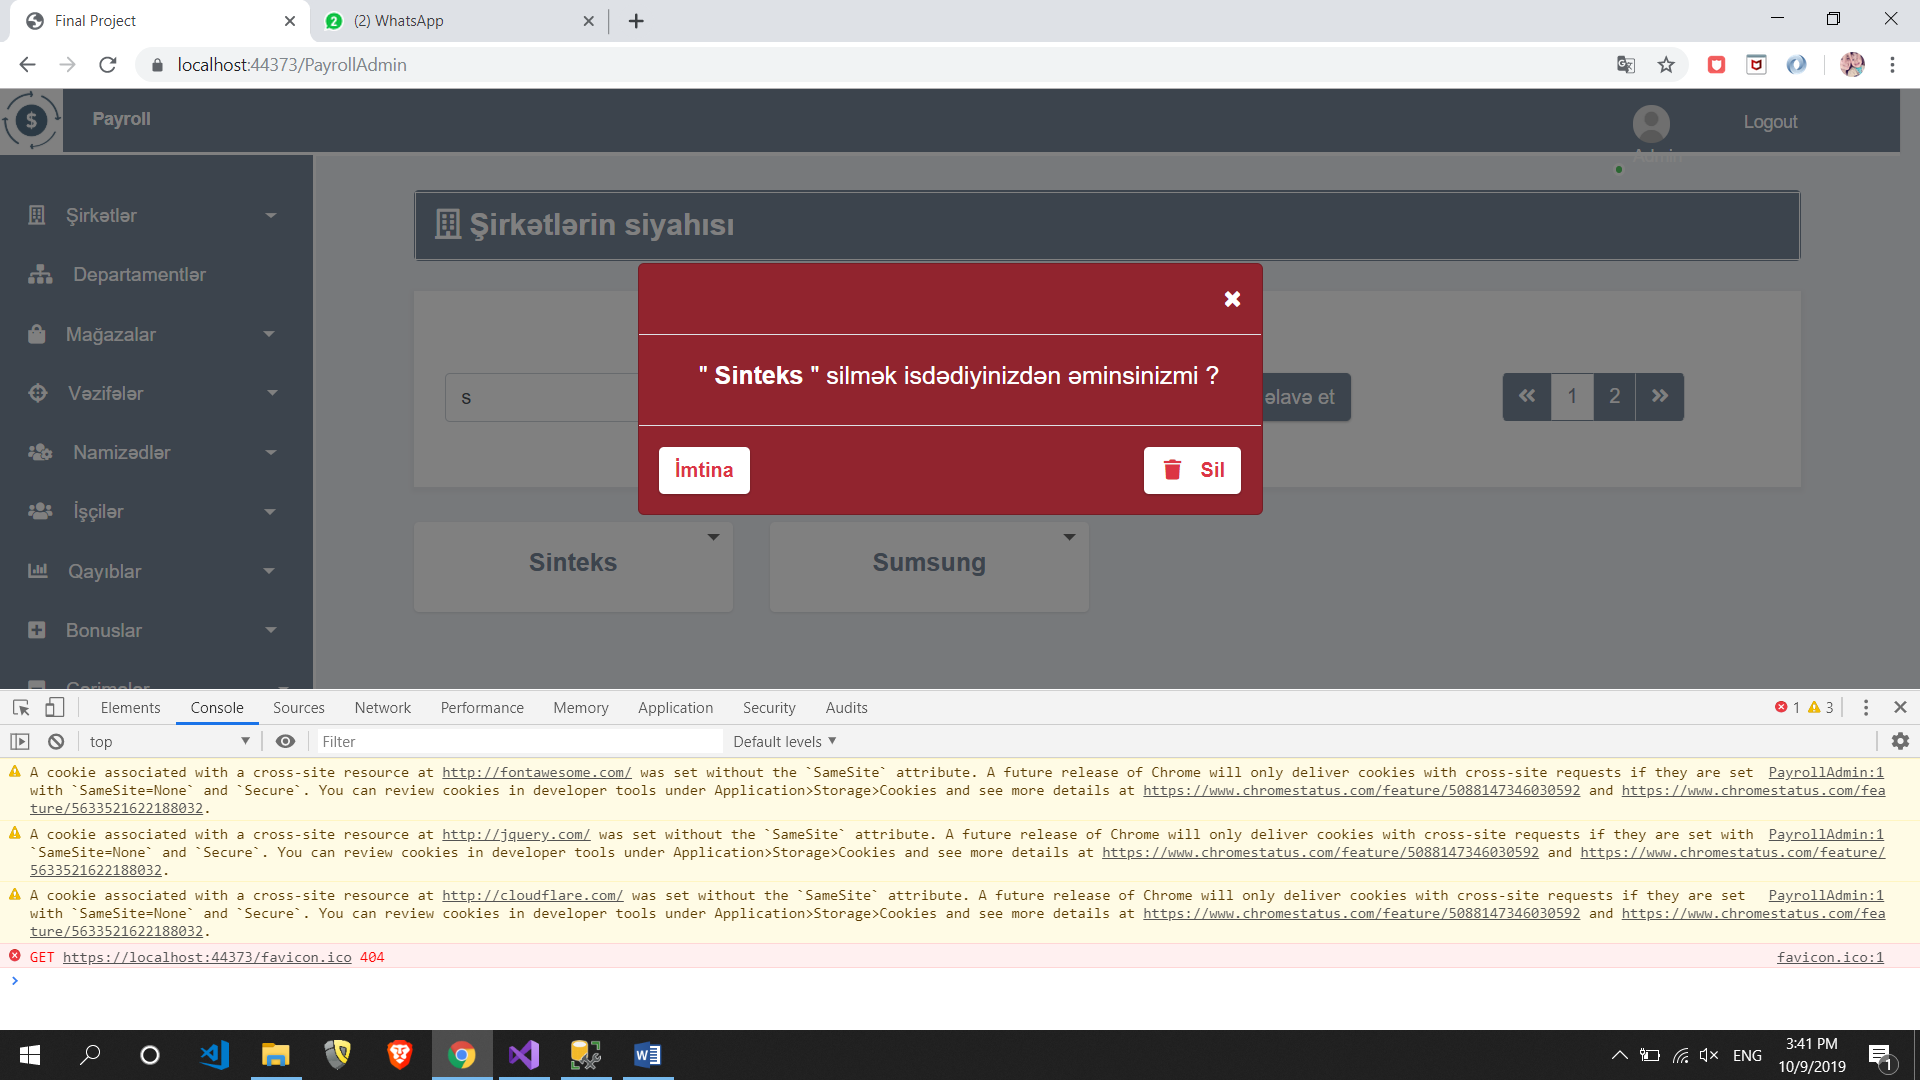 Final Project
2
(2) WhatsApp
localhost:44373/PayrollAdmin
$
Payroll
Admin
Logout
Şirkətlər
Departamentlər
Mağazalar
Vəzifələr
Namizədlər
İşçilər
Qayıblar
Bonuslar
Şirkətlərin siyahısı
" Sinteks " silmək isdədiyinizdən əminsinizmi ?
İmtina
Sil
s
əlavə et
« 1 2 »
Sinteks
Sumsung
Elements Console Sources Network Performance Memory Application Security Audits
1 3
top
Filter
Default levels
A cookie associated with a cross-site resource at http://fontawesome.com/ was set without the `SameSite` attribute. A future release of Chrome will only deliver cookies with cross-site requests if they are set PayrollAdmin:1
with `SameSite=None` and `Secure`. You can review cookies in developer tools under Application>Storage>Cookies and see more details at https://www.chromestatus.com/feature/5088147346030592 and https://www.chromestatus.com/fea
ture/5633521622188032.
A cookie associated with a cross-site resource at http://jquery.com/ was set without the `SameSite` attribute. A future release of Chrome will only deliver cookies with cross-site requests if they are set with PayrollAdmin:1
`SameSite=None` and `Secure`. You can review cookies in developer tools under Application>Storage>Cookies and see more details at https://www.chromestatus.com/feature/5088147346030592 and https://www.chromestatus.com/feature/
5633521622188032.
A cookie associated with a cross-site resource at http://cloudflare.com/ was set without the `SameSite` attribute. A future release of Chrome will only deliver cookies with cross-site requests if they are set PayrollAdmin:1
with `SameSite=None` and `Secure`. You can review cookies in developer tools under Application>Storage>Cookies and see more details at https://www.chromestatus.com/feature/5088147346030592 and https://www.chromestatus.com/fea
ture/5633521622188032.
GET https://localhost:44373/favicon.ico 404 favicon.ico:1
ENG
3:41 PM
10/9/2019
1